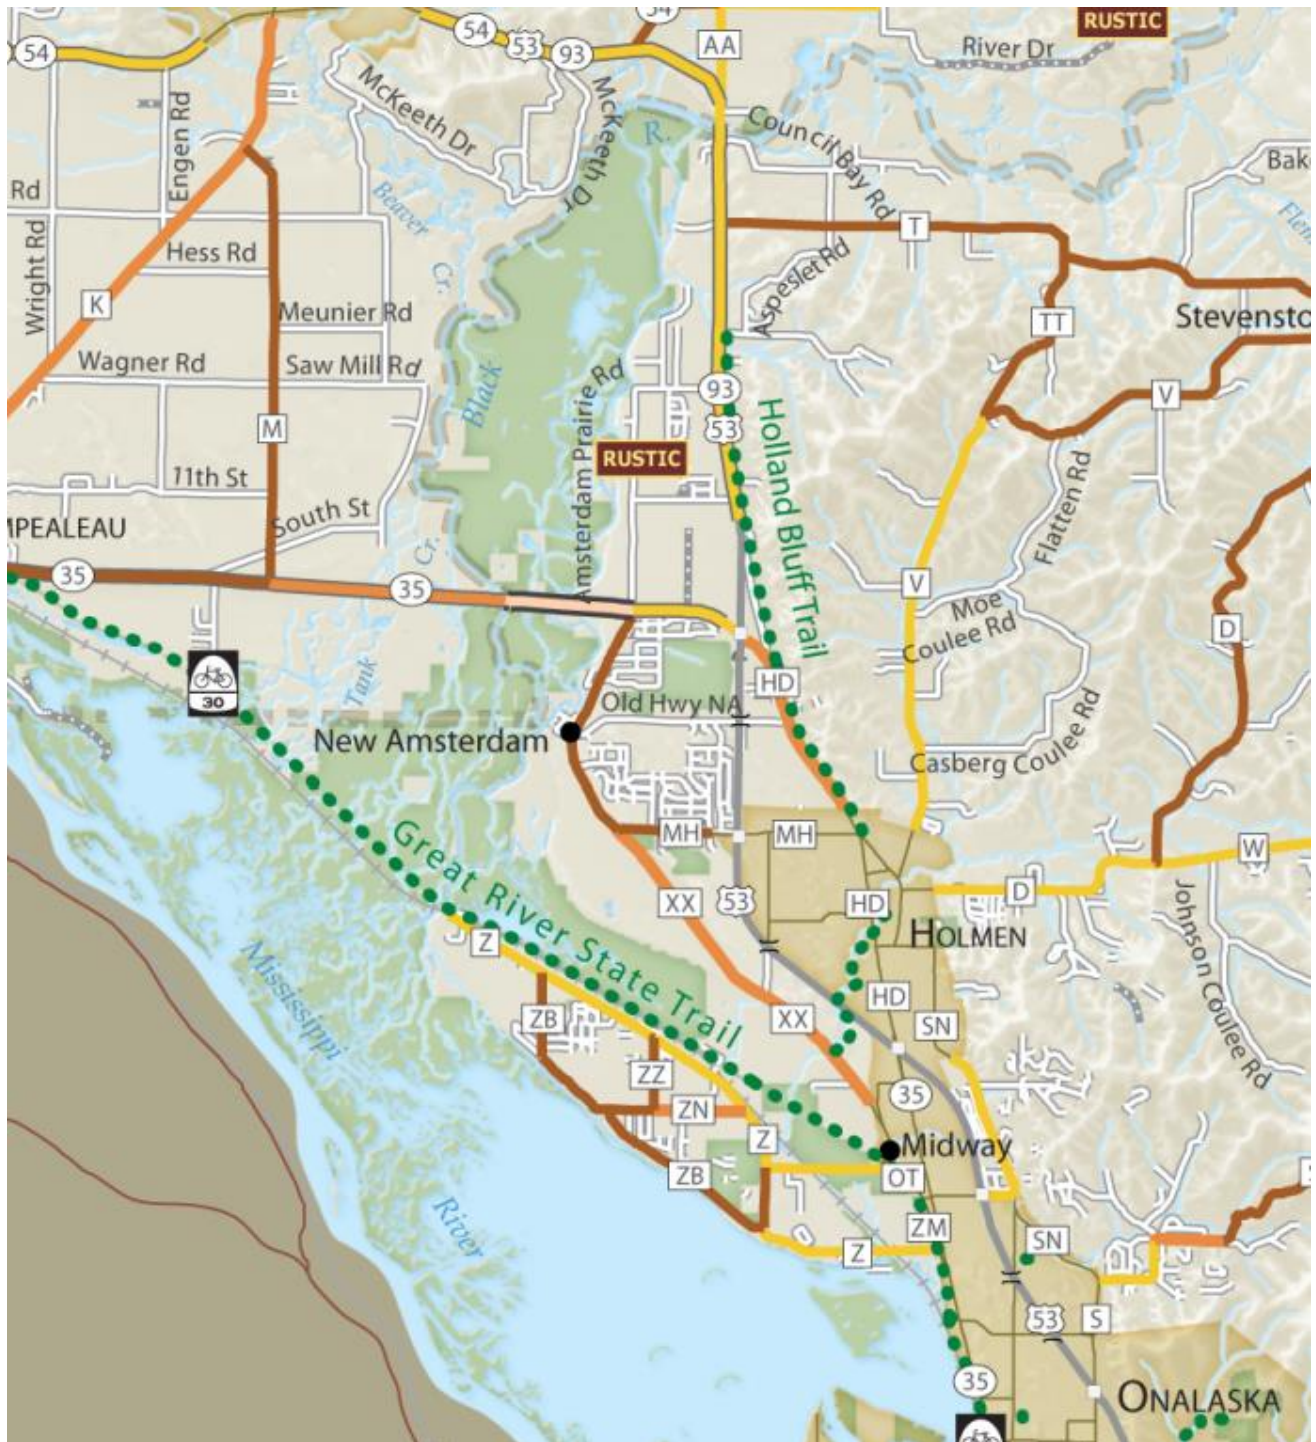 54
54
53
93
54
AA
RUSTIC
River Dr
McKeeth Dr
McKeeth Dr
R.
Council Bay Rd
Engen Rd
Rd
Wright Rd
Beaver
Cr.
Hess Rd
T
K
Meunier Rd
Aspeslet Rd
TT
Wagner Rd
Saw Mill Rd
Black
Amsterdam Prairie Rd
93
53
V
M
RUSTIC
Holland Bluff Trail
11th St
South St
Flatten Rd
Cr.
35
35
V
Moe
Coulee Rd
D
30
Tank
HD
Old Hwy NA
New Amsterdam
Casberg Coulee Rd
MH
MH
W
Great River State Trail
XX
53
HD
D
HOLMEN
Johnson Coulee Rd
Z
Mississippi
HD
ZB
XX
SN
ZZ
35
ZN
Z
Midway
ZB
OT
River
ZM
Z
SN
53
S
35
ONALASKA